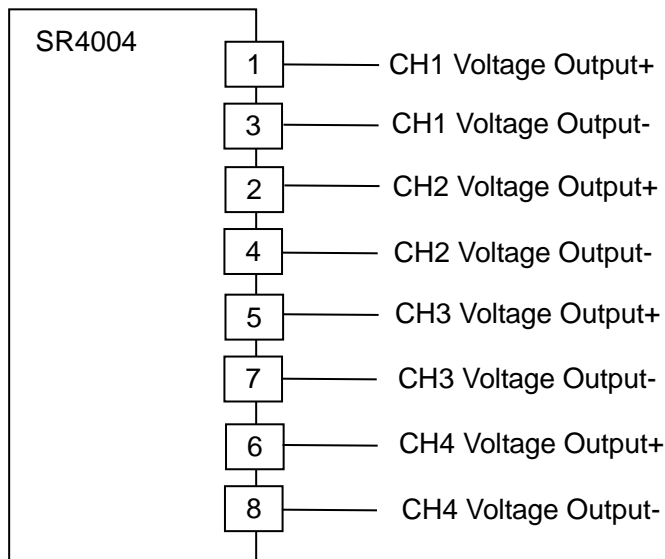 SR4004
1 CH1 Voltage Output+
3 CH1 Voltage Output-
2 CH2 Voltage Output+
4 CH2 Voltage Output-
5 CH3 Voltage Output+
7 CH3 Voltage Output-
6 CH4 Voltage Output+
8 CH4 Voltage Output-